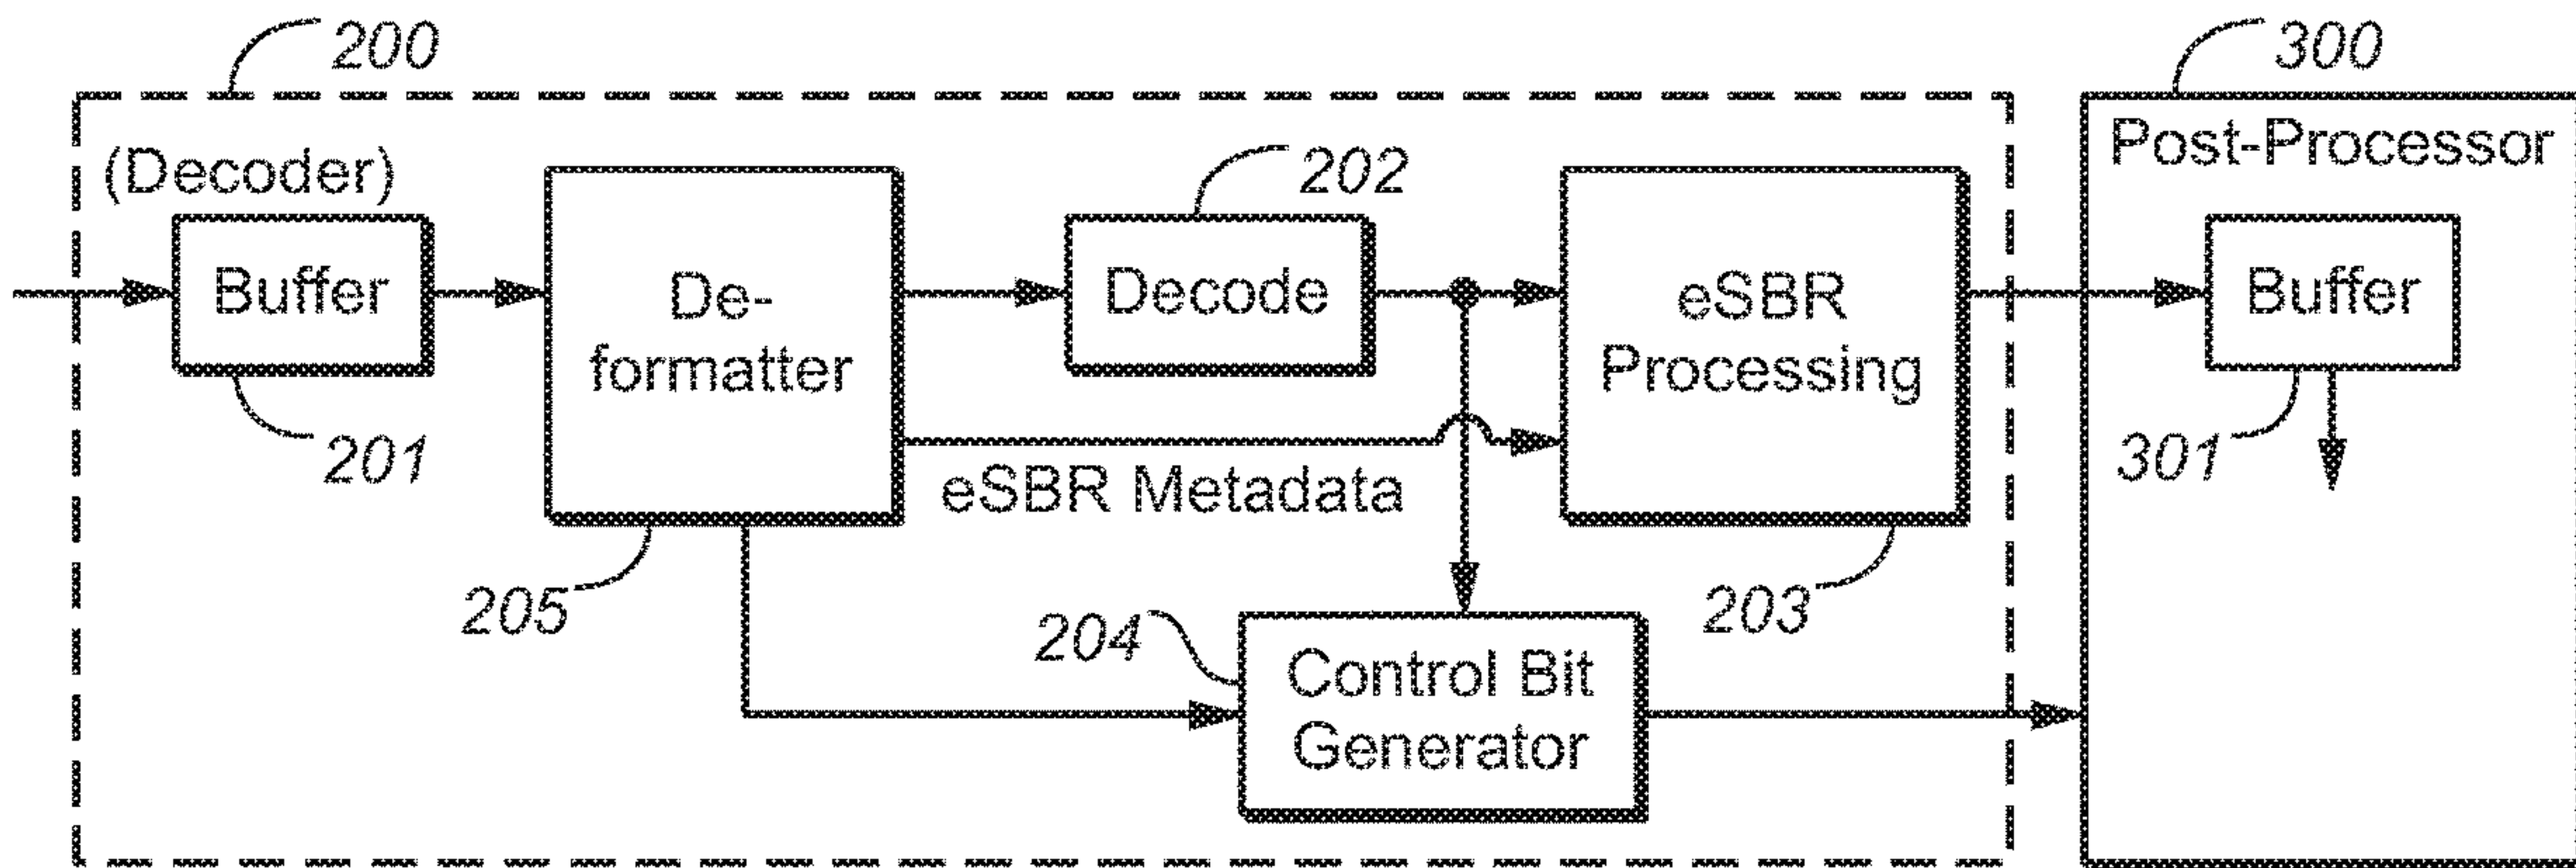 200
300
(Decoder)
Post-Processor
202
Buffer
De-
formatter
Decode
eSBR
Processing
Buffer
201
eSBR Metadata
301
205
204
203
Control Bit
Generator